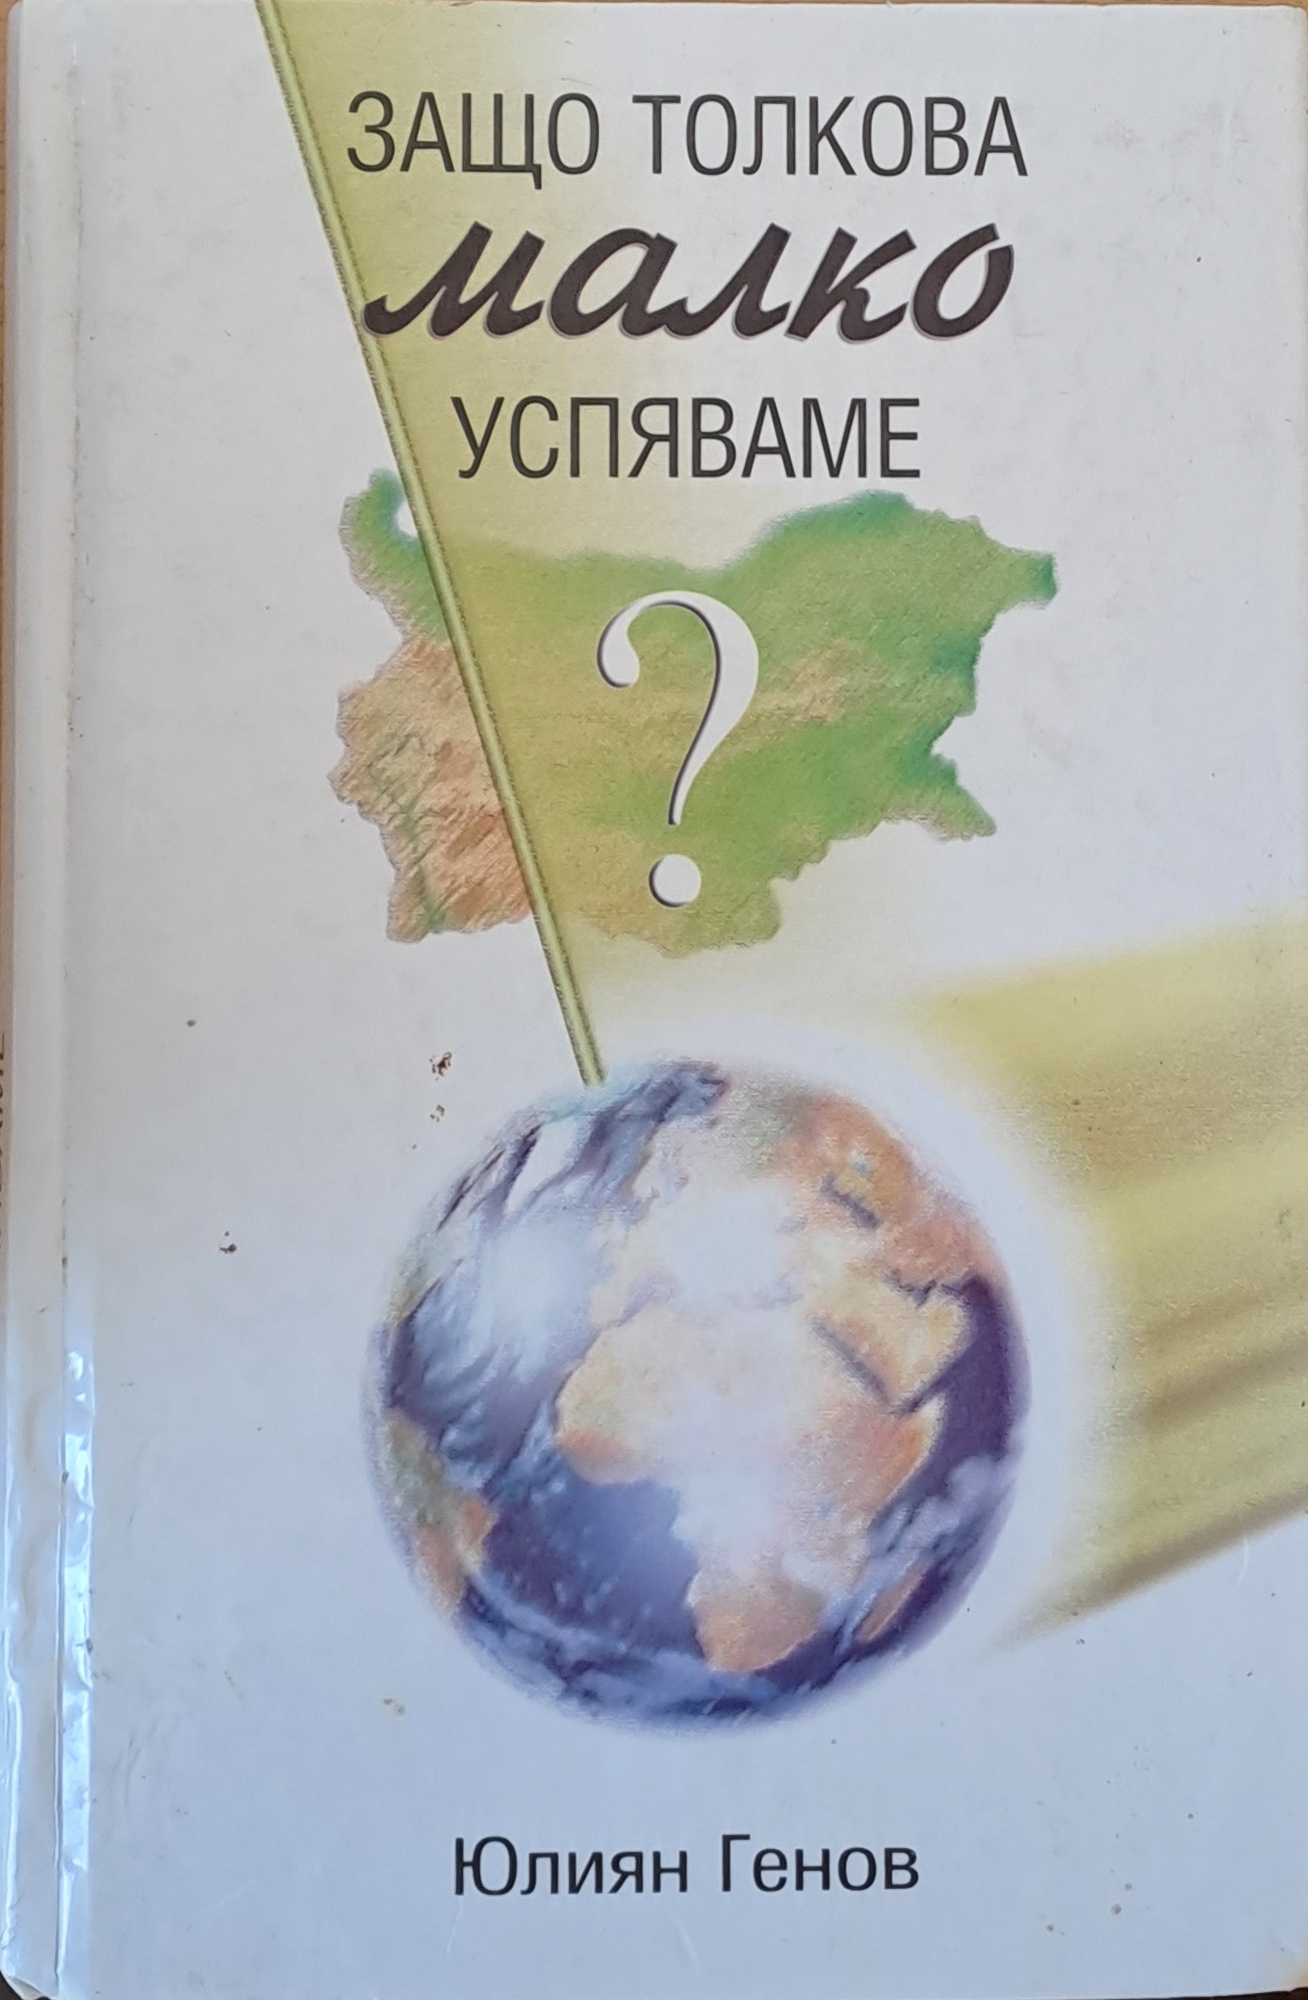 ЗАЩО ТОЛКОВА
малко
УСПЯВАМЕ
?
Юлиян Генов